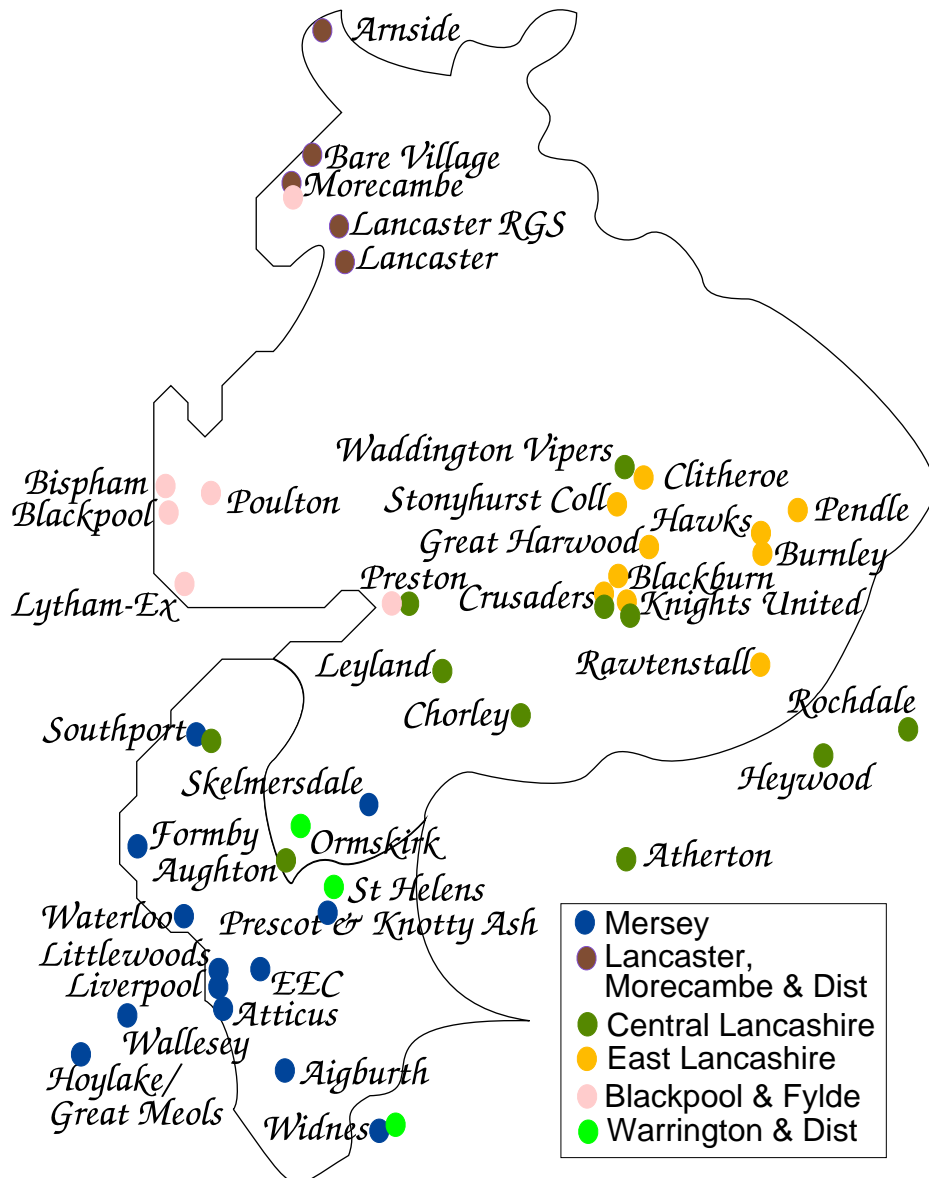 Arnside
Bare Village
Morecambe
Lancaster RGS
Lancaster
Waddington Vipers
Clitheroe
Bispham
Poulton
Stonyhurst Coll
Pendle
Blackpool
Hawks
Great Harwood
Burnley
Preston
Blackburn
Lytham-Ex
Crusaders
Knights United
Leyland
Rawtenstall
Chorley
Rochdale
Southport
Heywood
Skelmersdale
Formby
Ormskirk
Aughton
Atherton
St Helens
Waterloo
Prescot & Knotty Ash
Littlewoods
Liverpool
EEC
Atticus
Wallesey
Hoylake/
Great Meols
Aigburth
Widnes
Mersey
Lancaster,
Morecambe & Dist
Central Lancashire
East Lancashire
Blackpool & Fylde
Warrington & Dist